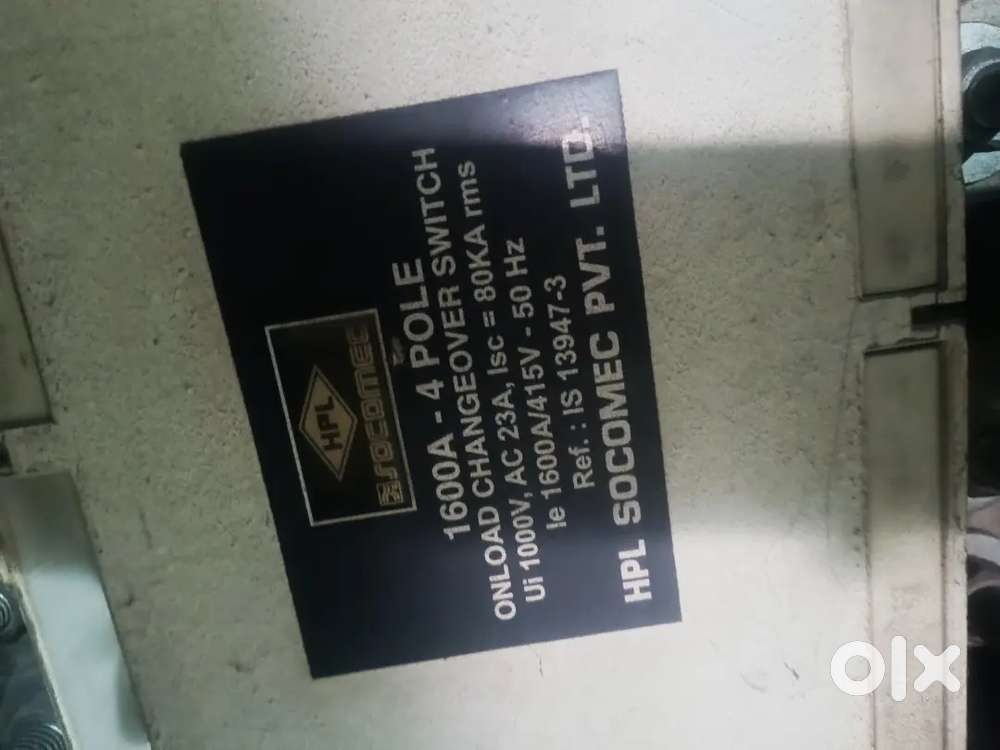 HPL
socomec
1600A - 4 POLE
ONLOAD CHANGEOVER SWITCH
Ui 1000V, AC 23A, Isc = 80KA rms
Ie 1600A/415V - 50 Hz
Ref. : IS 13947-3
HPL SOCOMEC PVT. LTD.
olx